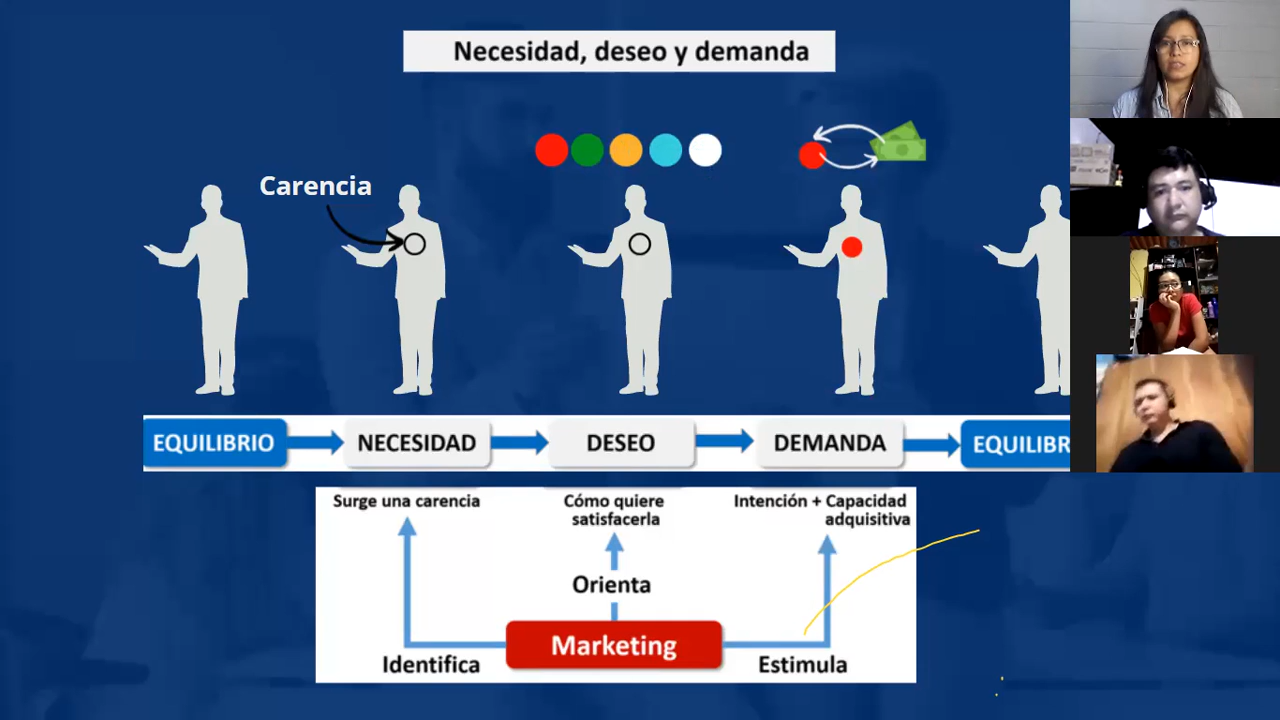 Necesidad, deseo y demanda
Carencia
EQUILIBRIO
NECESIDAD
DESEO
DEMANDA
EQUILIBR
Surge una carencia
Cómo quiere
satisfacerla
Intención + Capacidad
adquisitiva
Orienta
Marketing
Identifica
Estimula